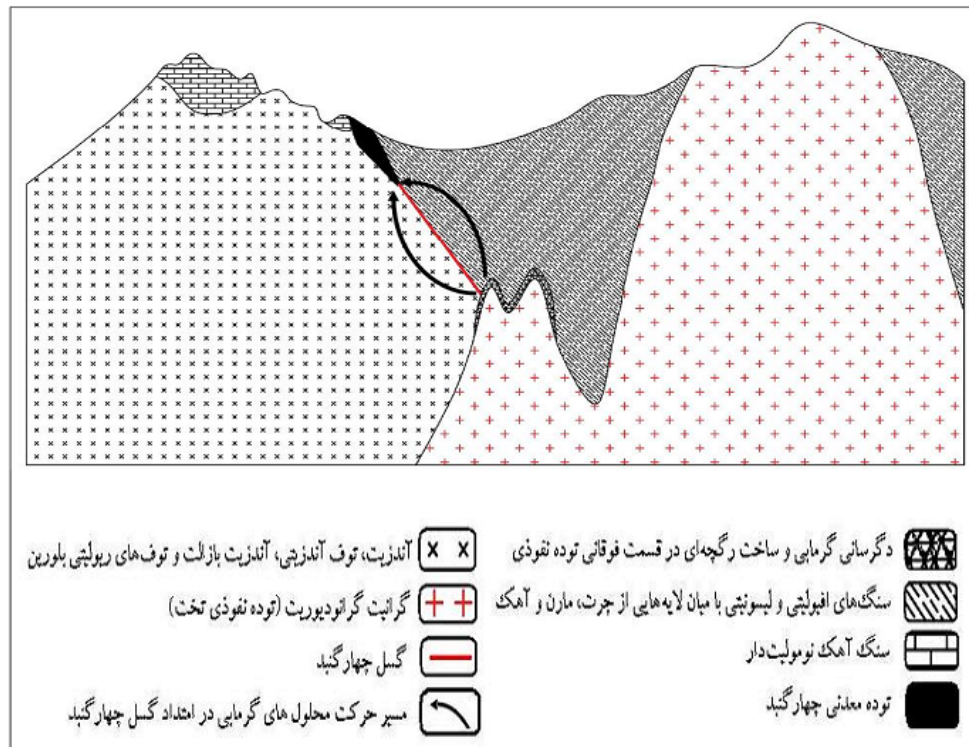 دگرسانی گرمابی و ساخت رگچه‌ای در قسمت فوقانی توده نفوذی
سنگ‌های افیولیتی و لیسونیتی با میان لایه‌هایی از چرت، مارن و آهک
سنگ آهک نومولیت‌دار
توده معدنی چهارگنبد
آندزیت، توف آندزیتی، آندزیت بازالت و توف‌های ریولیتی بلورین
گرانیت گرانودیوریت (توده نفوذی تخت)
گسل چهارگنبد
مسیر حرکت محلول های گرمابی در امتداد گسل چهارگنبد